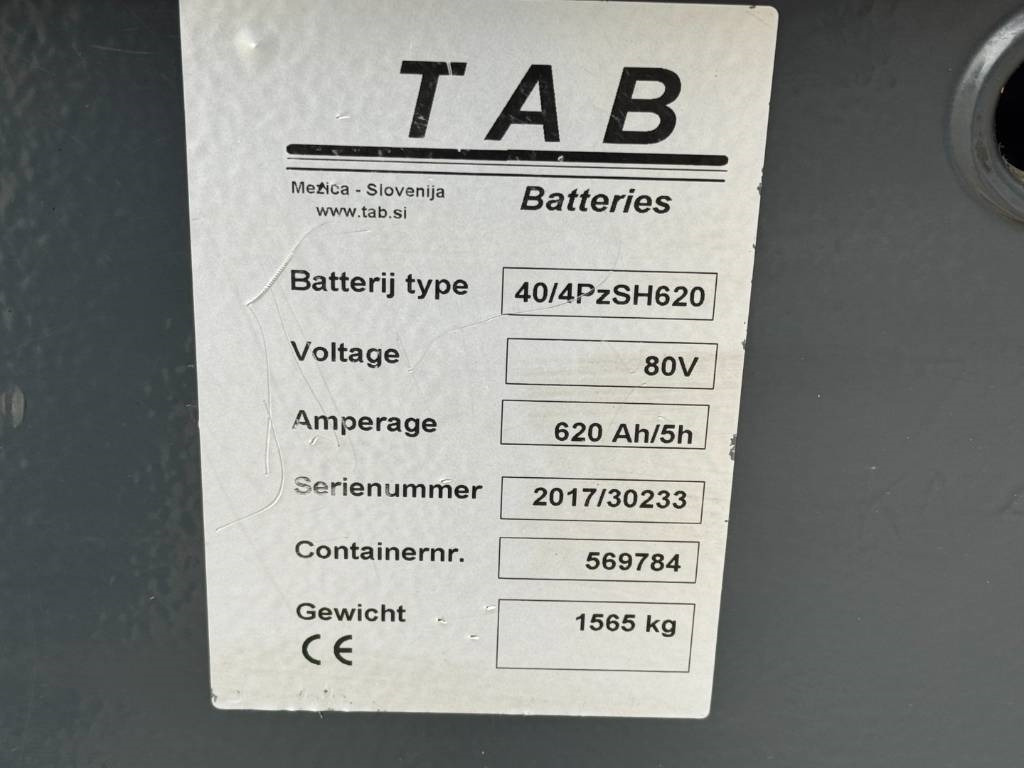 TAB
Mežica - Slovenija
www.tab.si
Batteries
Batterij type 40/4PzSH620
Voltage 80V
Amperage 620 Ah/5h
Serienummer 2017/30233
Containernr. 569784
Gewicht 1565 kg
CE